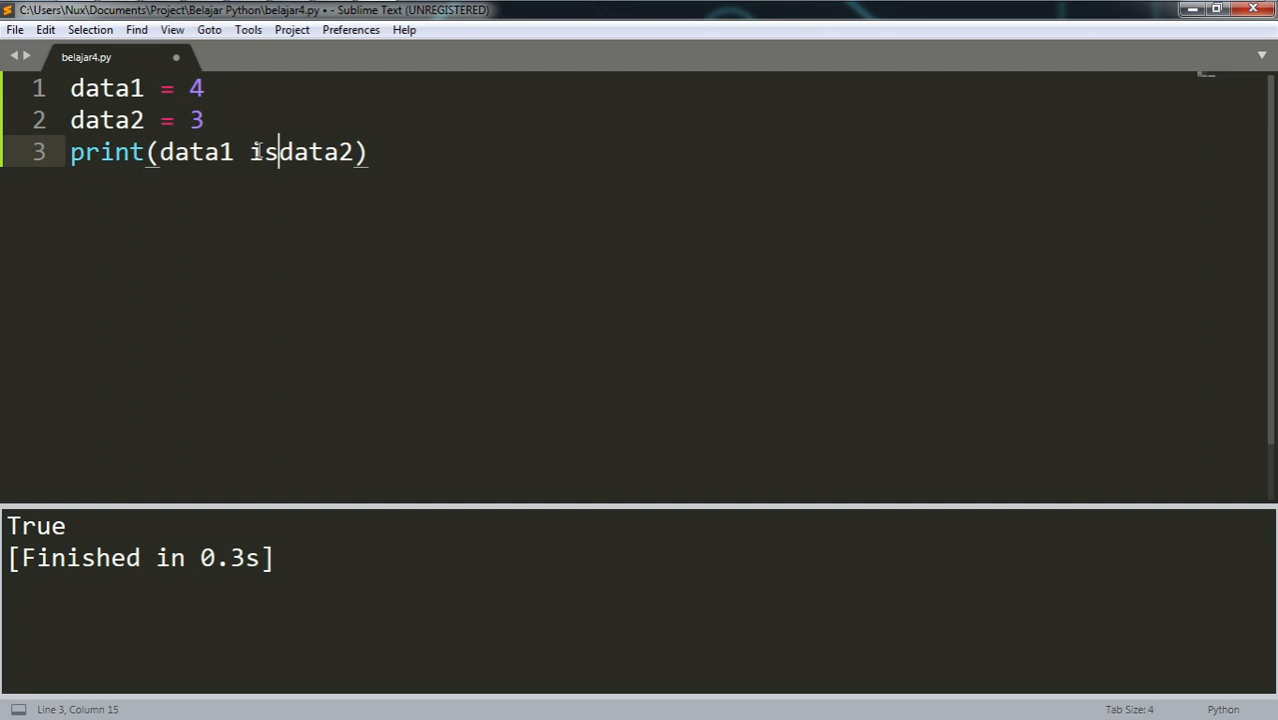 C:\Users\Nux\Documents\Project\Belajar Python\belajar4.py • - Sublime Text (UNREGISTERED)
File Edit Selection Find View Goto Tools Project Preferences Help
belajar4.py
1 data1 = 4
2 data2 = 3
3 print(data1 isdata2)
True
[Finished in 0.3s]
Line 3, Column 15 Tab Size: 4 Python